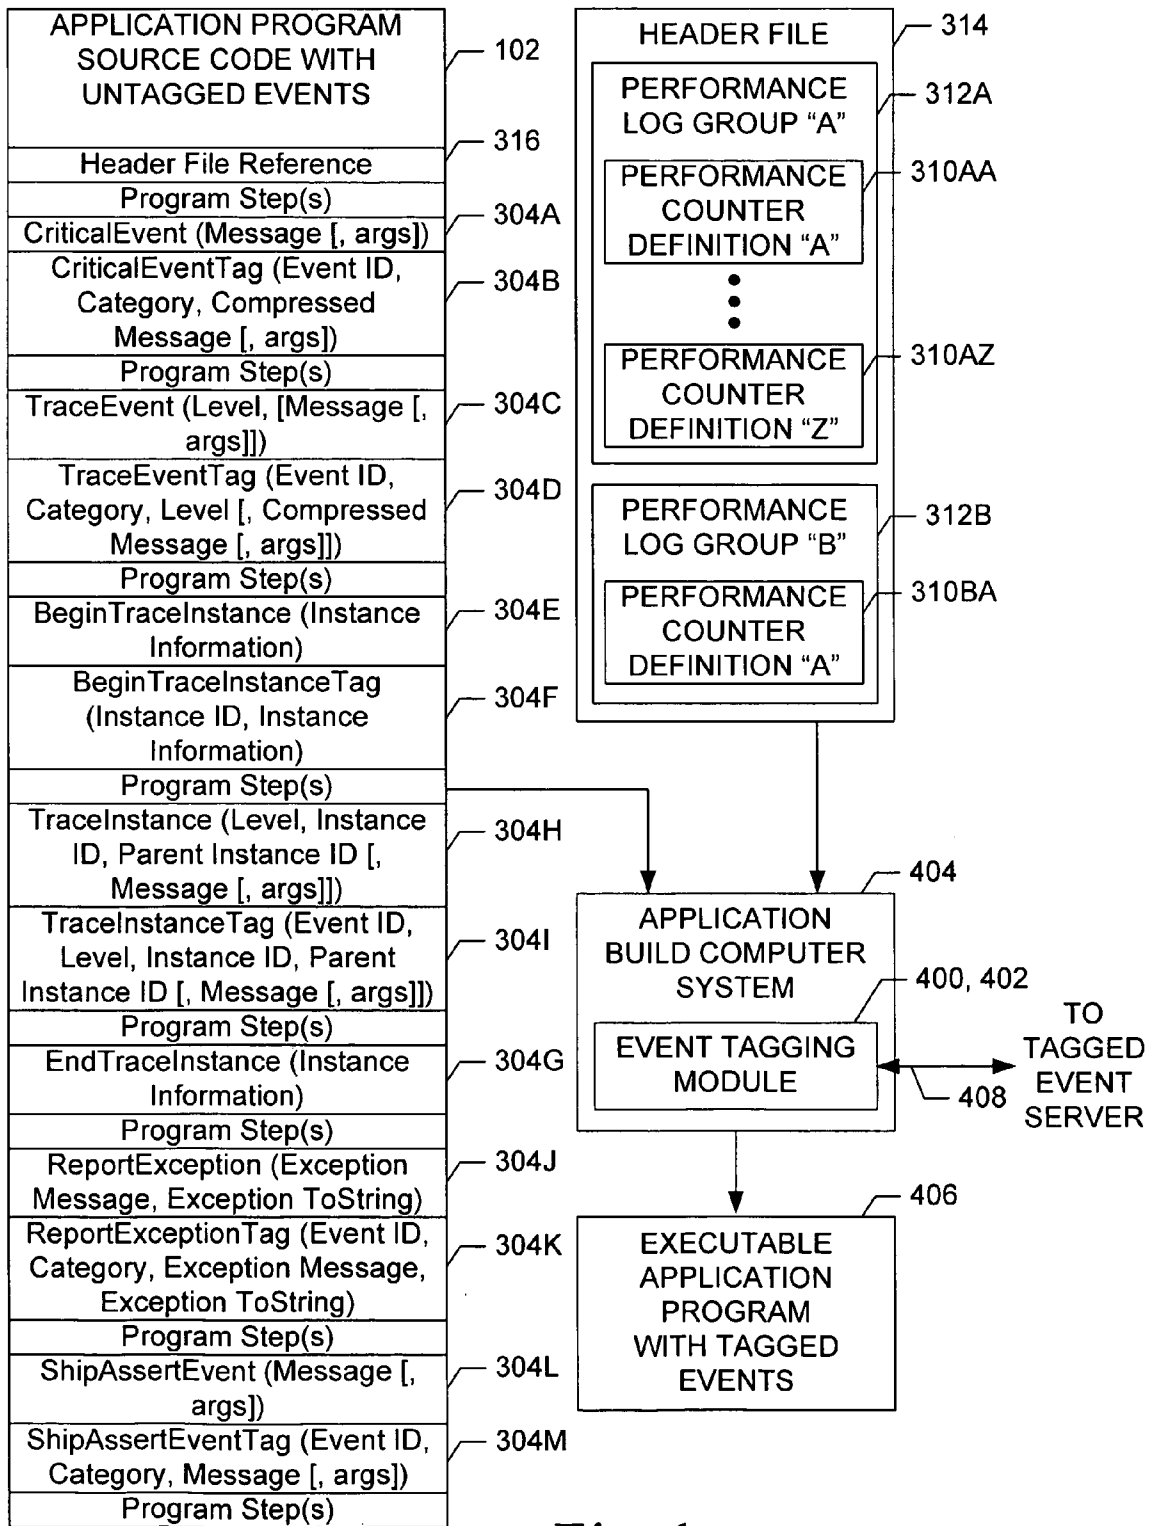 APPLICATION PROGRAM
SOURCE CODE WITH
UNTAGGED EVENTS
102
316
Header File Reference
Program Step(s)
CriticalEvent (Message [, args])
304A
CriticalEventTag (Event ID,
Category, Compressed
Message [, args])
304B
Program Step(s)
TraceEvent (Level, [Message [,
args]])
304C
TraceEventTag (Event ID,
Category, Level [, Compressed
Message [, args]])
304D
Program Step(s)
BeginTraceInstance (Instance
Information)
304E
BeginTraceInstanceTag
(Instance ID, Instance
Information)
304F
Program Step(s)
TraceInstance (Level, Instance
ID, Parent Instance ID [,
Message [, args]])
304H
TraceInstanceTag (Event ID,
Level, Instance ID, Parent
Instance ID [, Message [, args]])
304I
Program Step(s)
EndTraceInstance (Instance
Information)
304G
Program Step(s)
ReportException (Exception
Message, Exception ToString)
304J
ReportExceptionTag (Event ID,
Category, Exception Message,
Exception ToString)
304K
Program Step(s)
ShipAssertEvent (Message [,
args])
304L
ShipAssertEventTag (Event ID,
Category, Message [, args])
304M
Program Step(s)
HEADER FILE
314
PERFORMANCE
LOG GROUP “A”
312A
PERFORMANCE
COUNTER
DEFINITION “A”
310AA
PERFORMANCE
COUNTER
DEFINITION “Z”
310AZ
PERFORMANCE
LOG GROUP “B”
312B
PERFORMANCE
COUNTER
DEFINITION “A”
310BA
APPLICATION
BUILD COMPUTER
SYSTEM
404
400, 402
EVENT TAGGING
MODULE
408
TO
TAGGED
EVENT
SERVER
406
EXECUTABLE
APPLICATION
PROGRAM
WITH TAGGED
EVENTS